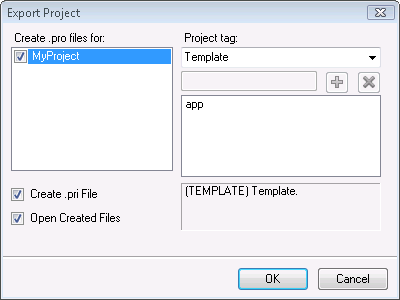 Export Project
Create .pro files for:
MyProject
Project tag:
Template
app
Create .pri File
Open Created Files
(TEMPLATE) Template.
OK
Cancel